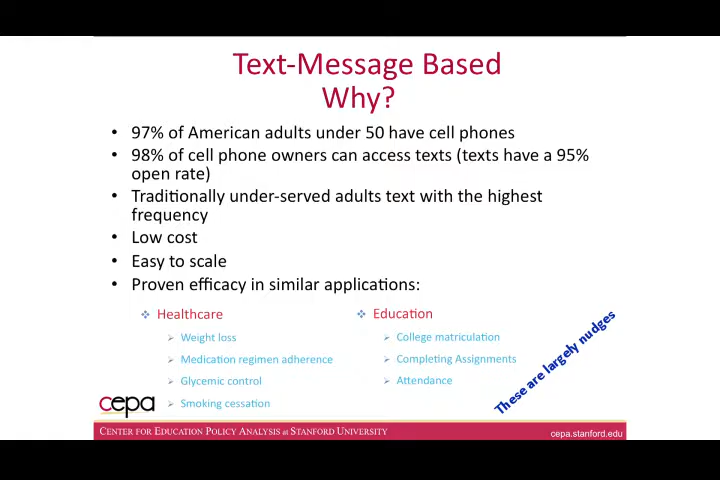 Text-Message Based
Why?
• 97% of American adults under 50 have cell phones
• 98% of cell phone owners can access texts (texts have a 95%
open rate)
• Traditionally under-served adults text with the highest
frequency
• Low cost
• Easy to scale
• Proven efficacy in similar applications:
❖ Healthcare
➢ Weight loss
➢ Medication regimen adherence
➢ Glycemic control
➢ Smoking cessation
❖ Education
➢ College matriculation
➢ Completing Assignments
➢ Attendance
These are largely nudges
cepa
CENTER FOR EDUCATION POLICY ANALYSIS at STANFORD UNIVERSITY
cepa.stanford.edu